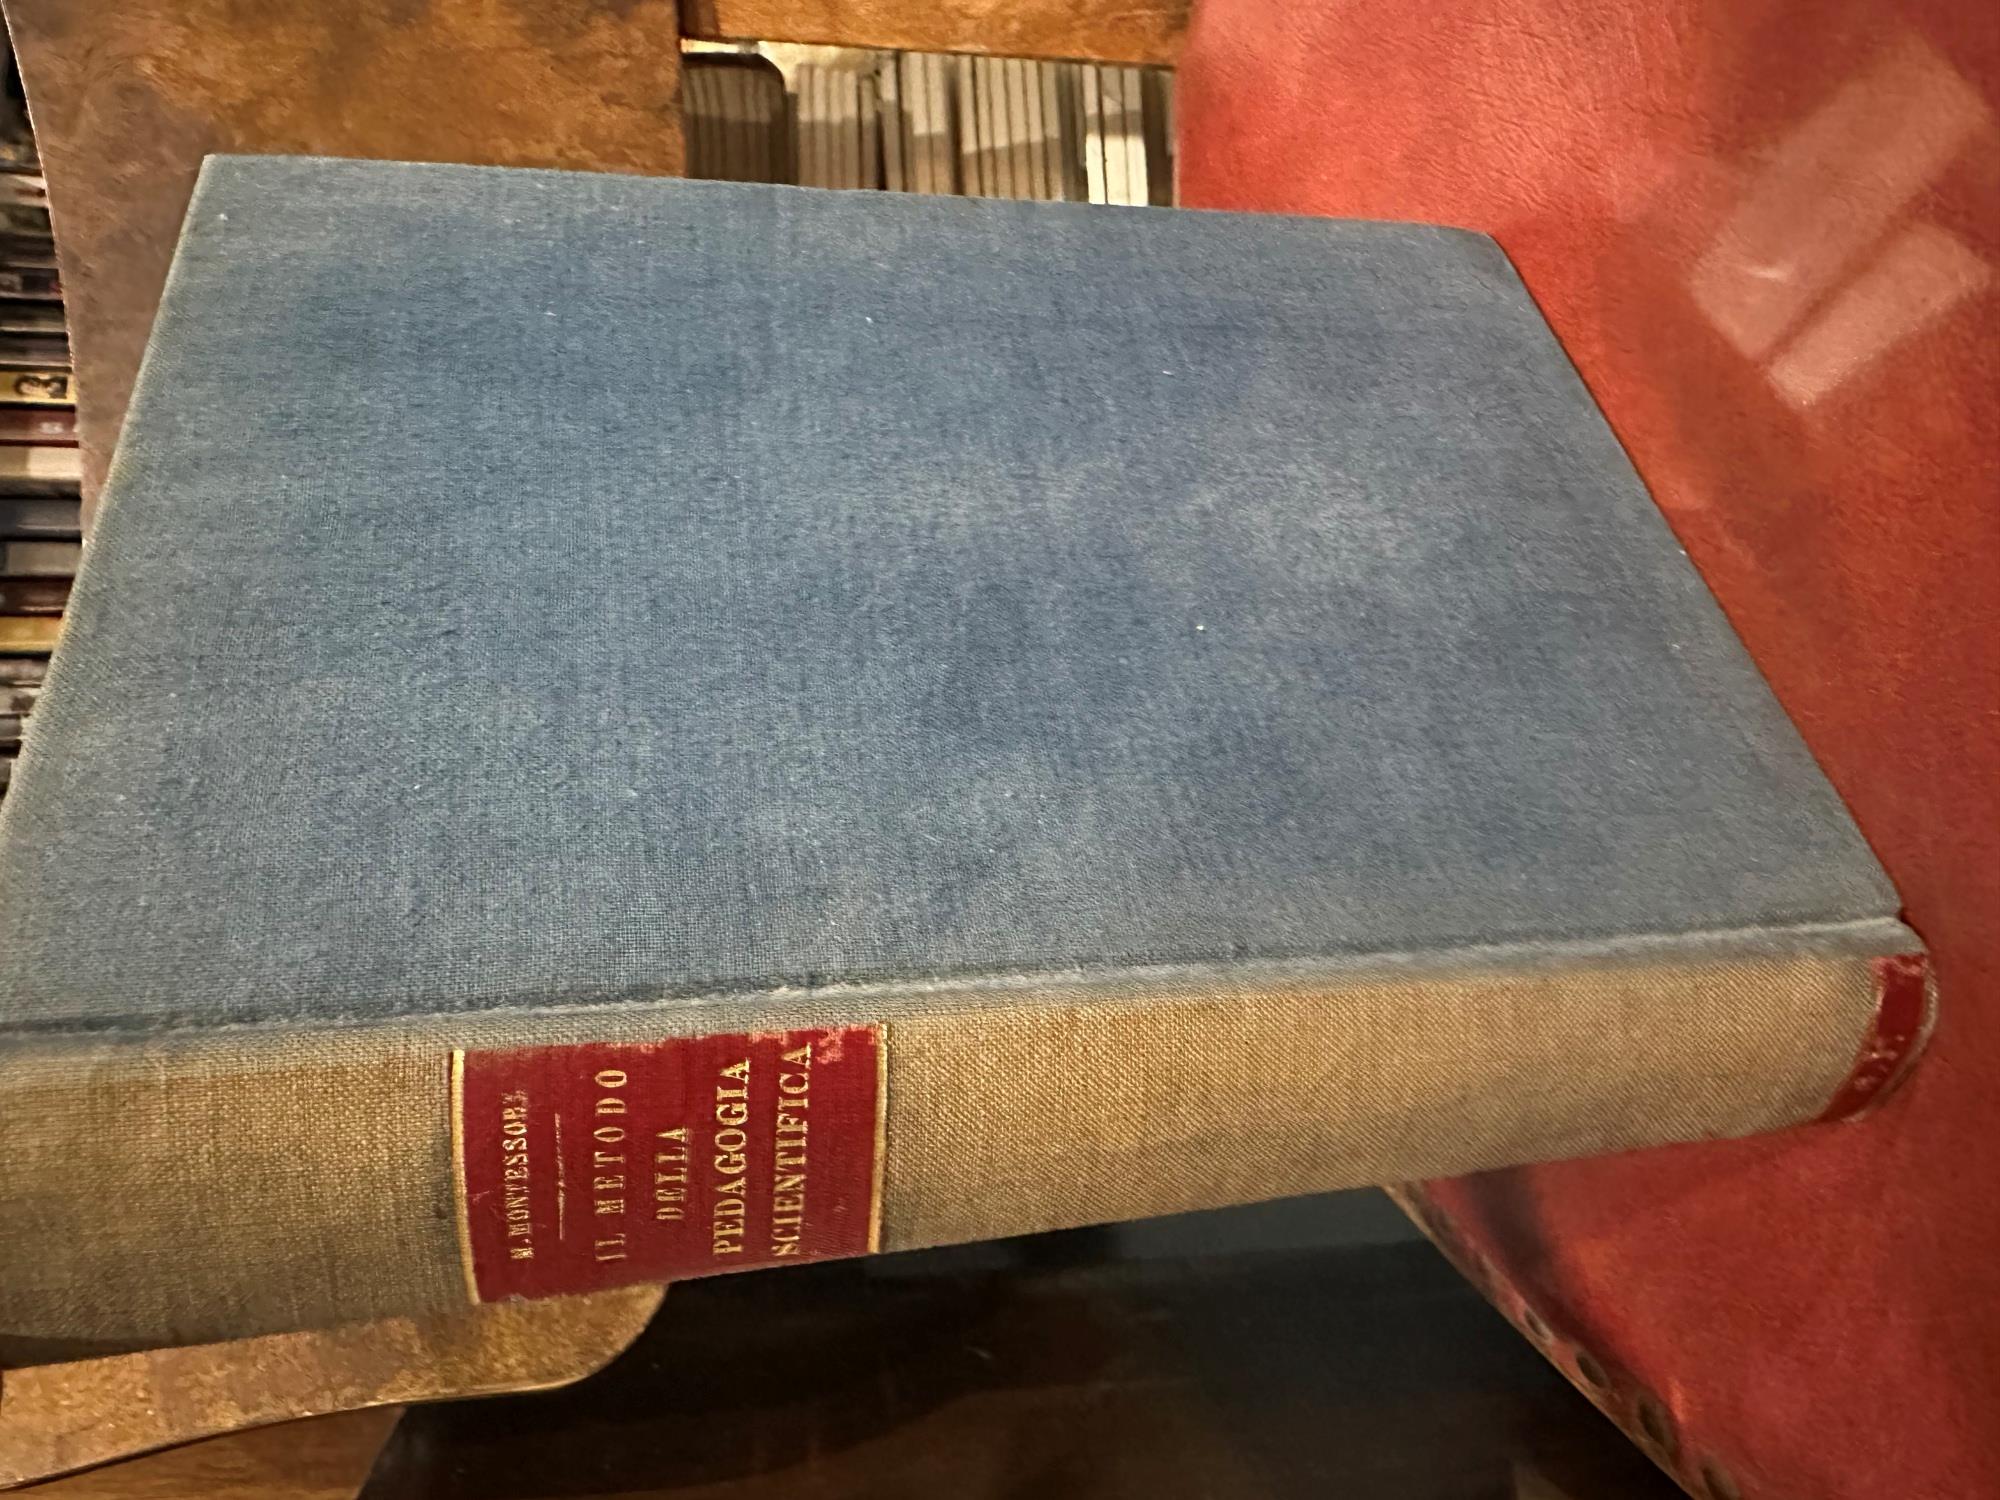 M. MONTESSORI
IL METODO
DELLA
PEDAGOGIA
SCIENTIFICA